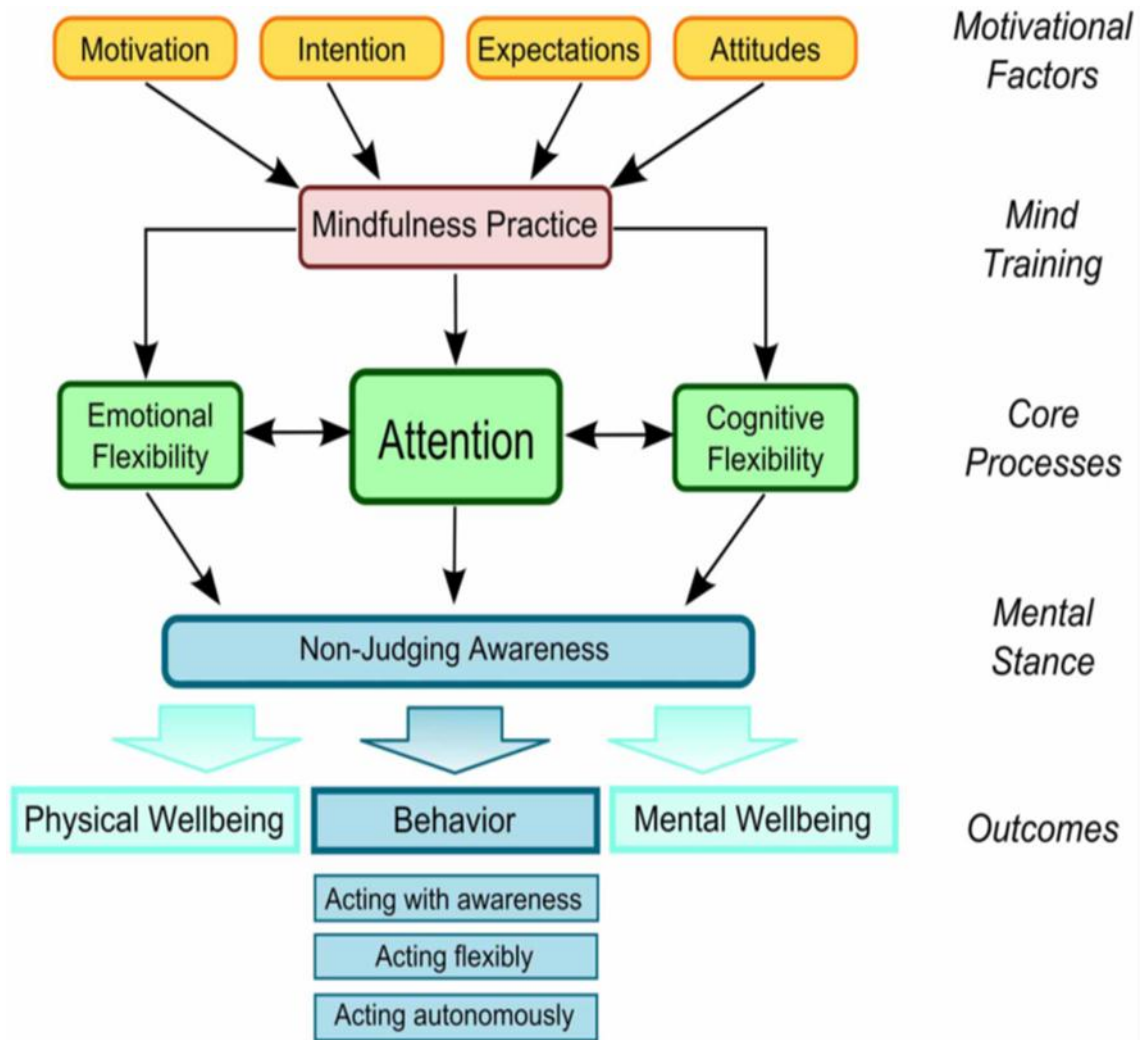 Motivation
Intention
Expectations
Attitudes
Motivational
Factors
Mindfulness Practice
Mind
Training
Emotional
Flexibility
Attention
Cognitive
Flexibility
Core
Processes
Non-Judging Awareness
Mental
Stance
Physical Wellbeing
Behavior
Mental Wellbeing
Outcomes
Acting with awareness
Acting flexibly
Acting autonomously